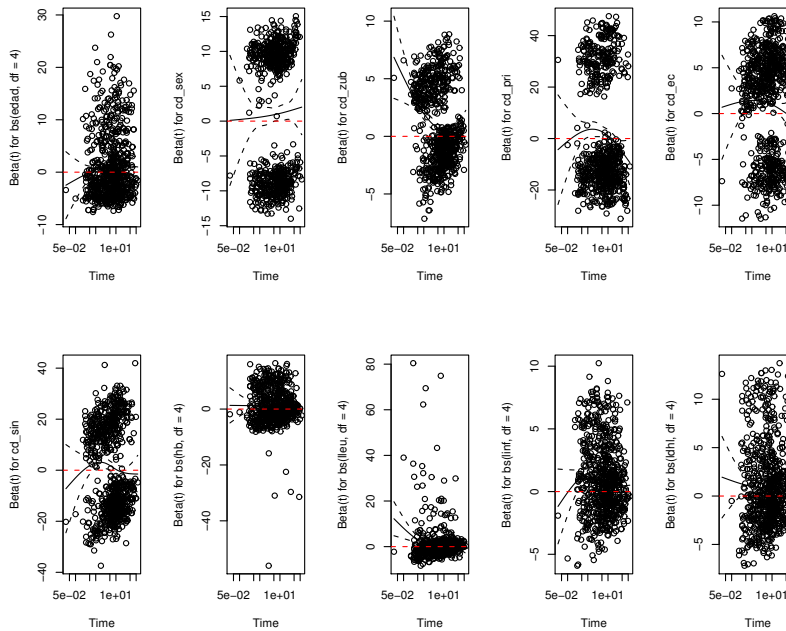 Beta(t) for bs(edad, df = 4)
−10 0 10 20 30
5e−02 1e+01
Time
Beta(t) for cd_sex
−15 −10 −5 0 5 10 15
5e−02 1e+01
Time
Beta(t) for cd_zub
−5 0 5 10
5e−02 1e+01
Time
Beta(t) for cd_pri
−20 0 20 40
5e−02 1e+01
Time
Beta(t) for cd_ec
−10 −5 0 5 10
5e−02 1e+01
Time
Beta(t) for cd_sin
−40 −20 0 20 40
5e−02 1e+01
Time
Beta(t) for bs(hb, df = 4)
−40 −20 0
5e−02 1e+01
Time
Beta(t) for bs(lleu, df = 4)
0 20 40 60 80
5e−02 1e+01
Time
Beta(t) for bs(linf, df = 4)
−5 0 5 10
5e−02 1e+01
Time
Beta(t) for bs(ldhl, df = 4)
−5 0 5 10
5e−02 1e+01
Time